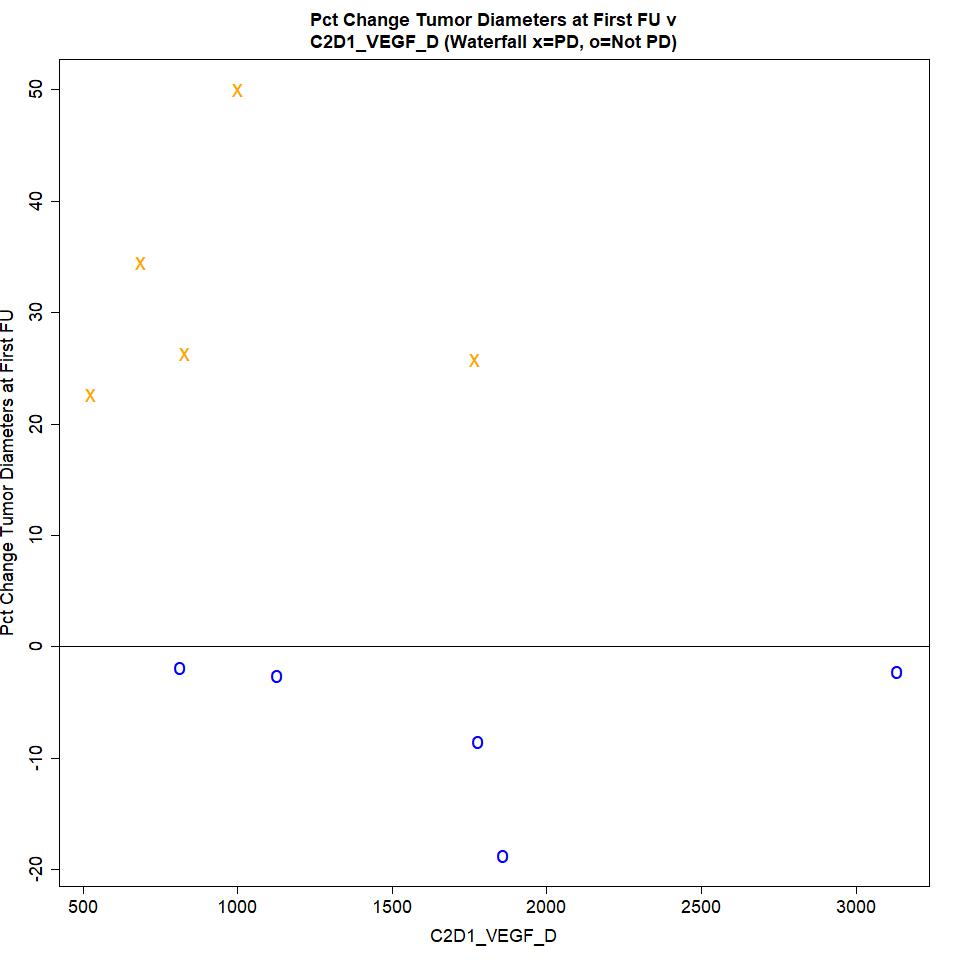 Pct Change Tumor Diameters at First FU v
C2D1_VEGF_D (Waterfall x=PD, o=Not PD)
Pct Change Tumor Diameters at First FU
50
40
30
20
10
0
-10
-20
X
X
X
X
X
O
O
O
O
O
500 1000 1500 2000 2500 3000
C2D1_VEGF_D